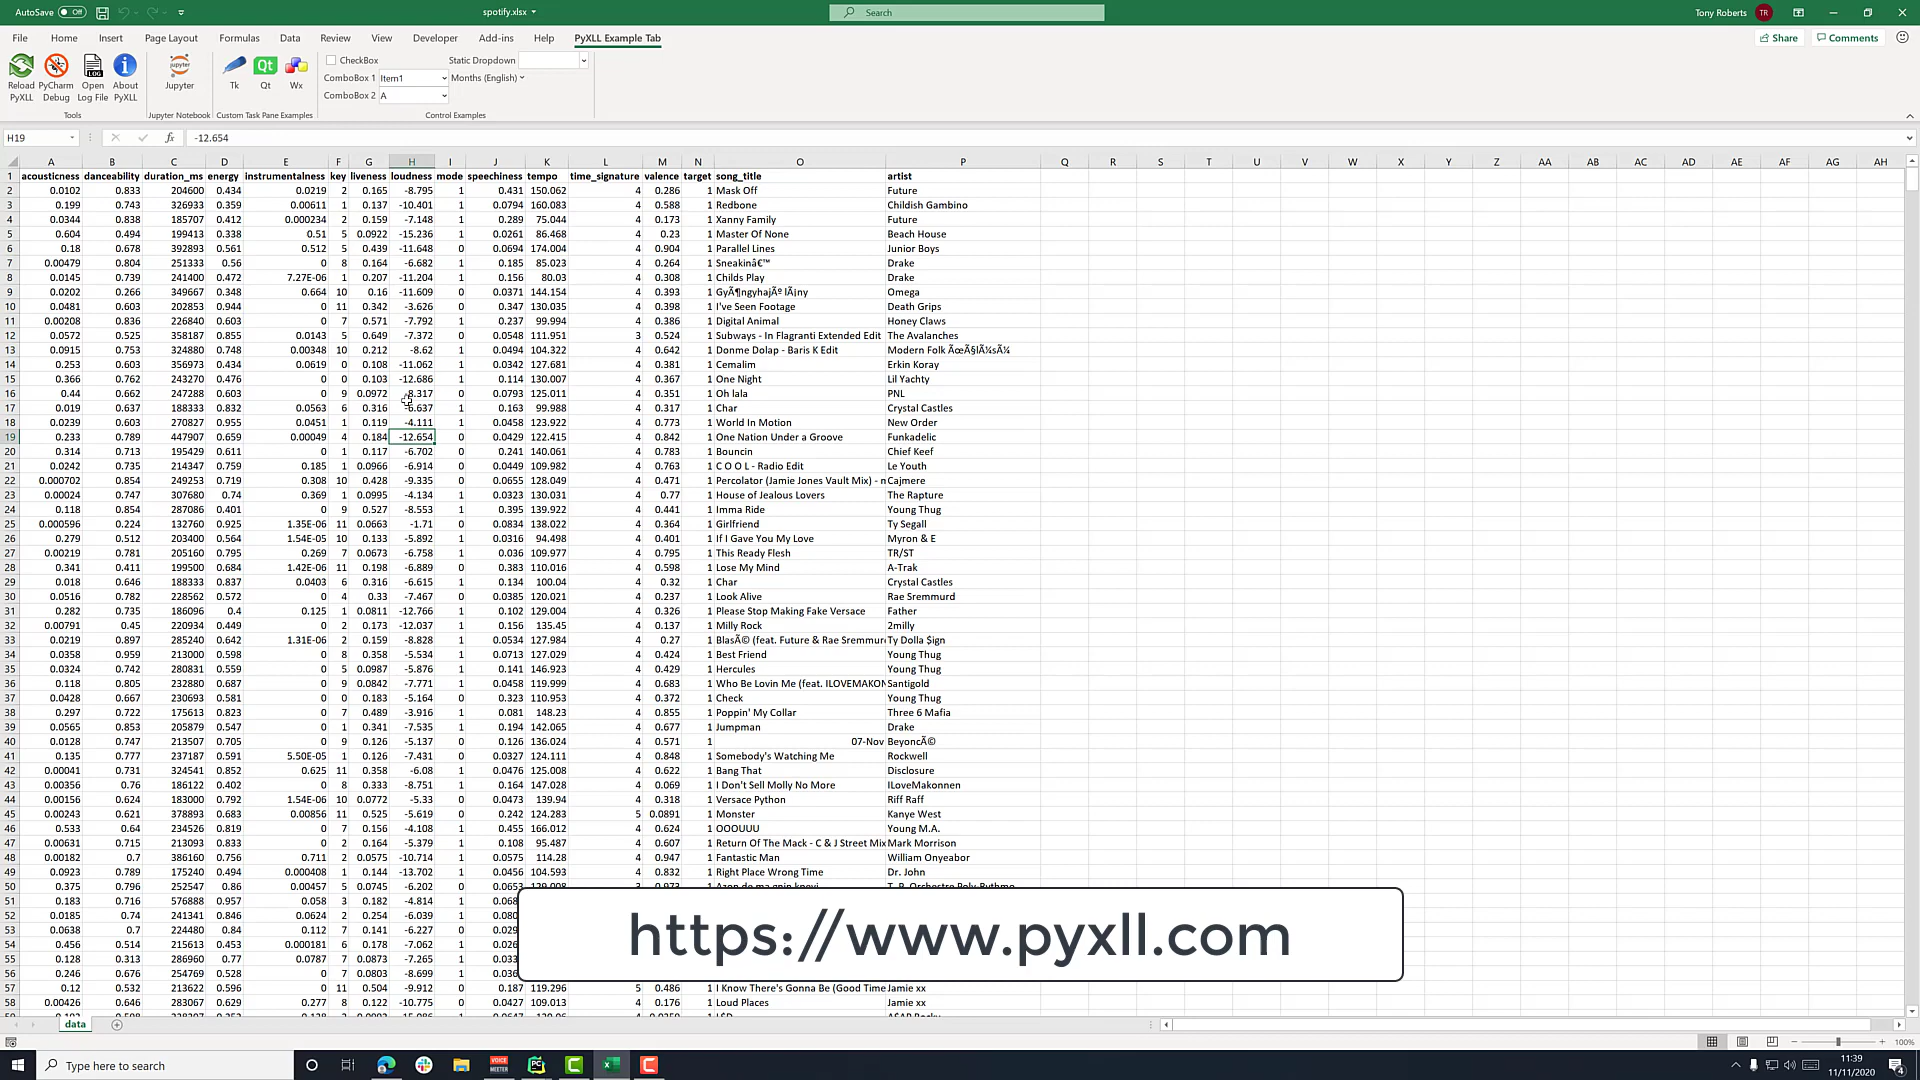 AutoSave Off spotify.xlsx Search Tony Roberts TR
File Home Insert Page Layout Formulas Data Review View Developer Add-ins Help PyXLL Example Tab Share Comments
Reload PyXLL PyCharm Debug Open Log File About PyXLL Jupyter Tk Qt Wx
CheckBox Static Dropdown
ComboBox 1 Item1 Months (English)
ComboBox 2 A
Tools Jupyter Notebook Custom Task Pane Examples Control Examples
H19 fx -12.654
A B C D E F G H I J K L M N O P Q R S T U V W X Y Z AA AB AC AD AE AF AG AH
1 acousticness danceability duration_ms energy instrumentalness key liveness loudness mode speechiness tempo time_signature valence target song_title artist
2 0.0102 0.833 204600 0.434 0.0219 2 0.165 -8.795 1 0.431 150.062 4 0.286 1 Mask Off Future
3 0.199 0.743 326933 0.359 0.00611 1 0.137 -10.401 1 0.0794 160.083 4 0.588 1 Redbone Childish Gambino
4 0.0344 0.838 185707 0.412 0.000234 2 0.159 -7.148 1 0.289 75.044 4 0.173 1 Xanny Family Future
5 0.604 0.494 199413 0.338 0.51 5 0.0922 -15.236 1 0.0261 86.468 4 0.23 1 Master Of None Beach House
6 0.18 0.678 392893 0.561 0.512 5 0.439 -11.648 0 0.0694 174.004 4 0.904 1 Parallel Lines Junior Boys
7 0.00479 0.804 251333 0.56 0 8 0.164 -6.682 1 0.185 85.023 4 0.264 1 Sneakinâ€™ Drake
8 0.0145 0.739 241400 0.472 7.27E-06 1 0.207 -11.204 1 0.156 80.03 4 0.308 1 Childs Play Drake
9 0.0202 0.266 349667 0.348 0.664 10 0.16 -11.609 0 0.0371 144.154 4 0.393 1 GyÃ¶ngyhajÃº lÃ¡ny Omega
10 0.0481 0.603 202853 0.944 0 11 0.342 -3.626 0 0.347 130.035 4 0.398 1 I've Seen Footage Death Grips
11 0.00208 0.836 226840 0.603 0 7 0.571 -7.792 1 0.237 99.994 4 0.386 1 Digital Animal Honey Claws
12 0.0572 0.525 358187 0.855 0.0143 5 0.649 -7.372 0 0.0548 111.951 3 0.524 1 Subways - In Flagranti Extended Edit The Avalanches
13 0.0915 0.753 324880 0.748 0.00348 10 0.212 -8.62 1 0.0494 104.322 4 0.642 1 Donme Dolap - Baris K Edit Modern Folk ÃœÃ§lÃ¼sÃ¼
14 0.253 0.603 356973 0.434 0.0619 0 0.108 -11.062 1 0.0342 127.681 4 0.381 1 Cemalim Erkin Koray
15 0.366 0.762 243270 0.476 0 0 0.103 -12.686 1 0.114 130.007 4 0.367 1 One Night Lil Yachty
16 0.44 0.662 247288 0.603 0 9 0.0972 -8.317 0 0.0793 125.011 4 0.351 1 Oh lala PNL
17 0.019 0.637 188333 0.832 0.0563 6 0.316 -6.637 1 0.163 99.988 4 0.317 1 Char Crystal Castles
18 0.0239 0.603 270827 0.955 0.0451 1 0.119 -4.111 1 0.0458 123.922 4 0.773 1 World In Motion New Order
19 0.233 0.789 447907 0.659 0.00049 4 0.184 -12.654 0 0.0429 122.415 4 0.842 1 One Nation Under a Groove Funkadelic
20 0.314 0.713 195429 0.611 0 1 0.117 -6.702 0 0.241 140.061 4 0.783 1 Bouncin Chief Keef
21 0.0242 0.735 214347 0.759 0.185 1 0.0966 -6.914 0 0.0449 109.982 4 0.763 1 C O O L - Radio Edit Le Youth
22 0.000702 0.854 249253 0.719 0.308 10 0.428 -9.335 0 0.0655 128.049 4 0.471 1 Percolator (Jamie Jones Vault Mix) - Cajmere
23 0.00024 0.747 307680 0.74 0.369 1 0.0995 -4.134 1 0.0323 130.031 4 0.77 1 House of Jealous Lovers The Rapture
24 0.118 0.854 287086 0.401 0 9 0.527 -8.553 1 0.395 139.922 4 0.441 1 Imma Ride Young Thug
25 0.000596 0.224 132760 0.925 1.35E-06 11 0.0663 -1.71 0 0.0834 138.022 4 0.364 1 Girlfriend Ty Segall
26 0.279 0.512 203400 0.564 1.54E-05 10 0.133 -5.892 0 0.0316 94.498 4 0.401 1 If I Gave You My Love Myron & E
27 0.00219 0.781 205160 0.795 0.269 7 0.0673 -6.758 1 0.036 109.977 4 0.795 1 This Ready Flesh TR/ST
28 0.341 0.411 199500 0.684 1.42E-06 11 0.198 -6.889 0 0.383 110.016 4 0.598 1 Lose My Mind A-Trak
29 0.018 0.646 188333 0.837 0.0403 6 0.316 -6.615 1 0.134 100.04 4 0.32 1 Char Crystal Castles
30 0.0516 0.782 228562 0.572 0 4 0.33 -7.467 0 0.0385 120.021 4 0.237 1 Look Alive Rae Sremmurd
31 0.282 0.735 186096 0.4 0.125 1 0.0811 -12.766 1 0.102 129.004 4 0.326 1 Please Stop Making Fake Versace Father
32 0.00791 0.45 220934 0.449 0 2 0.173 -12.037 1 0.156 135.45 4 0.137 1 Milly Rock 2milly
33 0.0219 0.897 285240 0.642 1.31E-06 2 0.159 -8.828 1 0.0534 127.984 4 0.27 1 BlasÃ© (feat. Future & Rae Sremmur Ty Dolla $ign
34 0.0358 0.959 213000 0.598 0 8 0.358 -5.534 1 0.0713 127.029 4 0.424 1 Best Friend Young Thug
35 0.0324 0.742 280831 0.559 0 5 0.0987 -5.876 1 0.141 146.923 4 0.429 1 Hercules Young Thug
36 0.118 0.805 232880 0.687 0 6 0.0842 -7.771 1 0.0458 119.999 4 0.683 1 Who Be Lovin Me (feat. ILOVEMAKON Santigold
37 0.0428 0.667 230693 0.581 0 0 0.183 -5.164 1 0.323 110.953 4 0.372 1 Check Young Thug
38 0.297 0.722 175613 0.823 0 7 0.489 -3.916 1 0.081 148.23 4 0.855 1 Poppin' My Collar Three 6 Mafia
39 0.0565 0.853 205879 0.547 0 1 0.341 -7.535 1 0.194 142.065 4 0.677 1 Jumpman Drake
40 0.0128 0.747 213507 0.705 0 9 0.126 -5.137 0 0.126 136.024 4 0.571 1 07-Nov BeyoncÃ©
41 0.135 0.777 237187 0.591 5.50E-05 1 0.126 -7.431 0 0.0327 124.111 4 0.848 1 Somebody's Watching Me Rockwell
42 0.00041 0.731 324541 0.852 0.625 11 0.358 -6.08 1 0.0476 125.008 4 0.622 1 Bang That Disclosure
43 0.00356 0.76 186122 0.402 0 8 0.333 -8.751 1 0.164 147.028 4 0.069 1 I Don't Sell Molly No More ILoveMakonnen
44 0.00156 0.624 183000 0.792 1.54E-06 10 0.0772 -5.33 0 0.0473 139.94 4 0.318 1 Versace Python Riff Raff
45 0.00243 0.621 378893 0.683 0.00856 11 0.525 -5.619 0 0.242 124.283 5 0.0891 1 Monster Kanye West
46 0.533 0.64 234526 0.819 0 7 0.156 -4.108 1 0.455 166.012 4 0.624 1 OOOUUU Young M.A.
47 0.00631 0.715 213093 0.833 0 2 0.164 -5.379 1 0.108 95.487 4 0.607 1 Return Of The Mack - C & J Street Mix Mark Morrison
48 0.00182 0.7 386160 0.756 0.711 2 0.0575 -10.714 1 0.0575 114.28 4 0.947 1 Fantastic Man William Onyeabor
49 0.0923 0.789 175240 0.494 0.000408 1 0.144 -13.702 1 0.0456 104.593 4 0.832 1 Right Place Wrong Time Dr. John
50 0.375 0.796 252547 0.86 0.00457 5 0.0745 -6.202 0
51 0.183 0.716 576888 0.957 0.058 3 0.182 -4.814 1
52 0.0185 0.74 241341 0.846 0.0624 2 0.254 -6.039 1
53 0.0638 0.7 224480 0.84 0.112 7 0.141 -6.227 1
54 0.456 0.514 215613 0.453 0.000181 6 0.178 -7.062 1
55 0.128 0.313 286960 0.77 0.0787 7 0.0873 -7.265 1
56 0.246 0.676 254769 0.528 0 7 0.0803 -8.699 1
57 0.12 0.532 213622 0.596 0 11 0.504 -9.912 0 0.187 119.296 5 0.486 1 I Know There's Gonna Be (Good Time Jamie xx
58 0.00426 0.646 283067 0.629 0.277 8 0.122 -10.775 0 0.0427 109.013 4 0.176 1 Loud Places Jamie xx
https://www.pyxll.com
data
100%
Type here to search
VOICE MEETER PC
11:39
11/11/2020
4